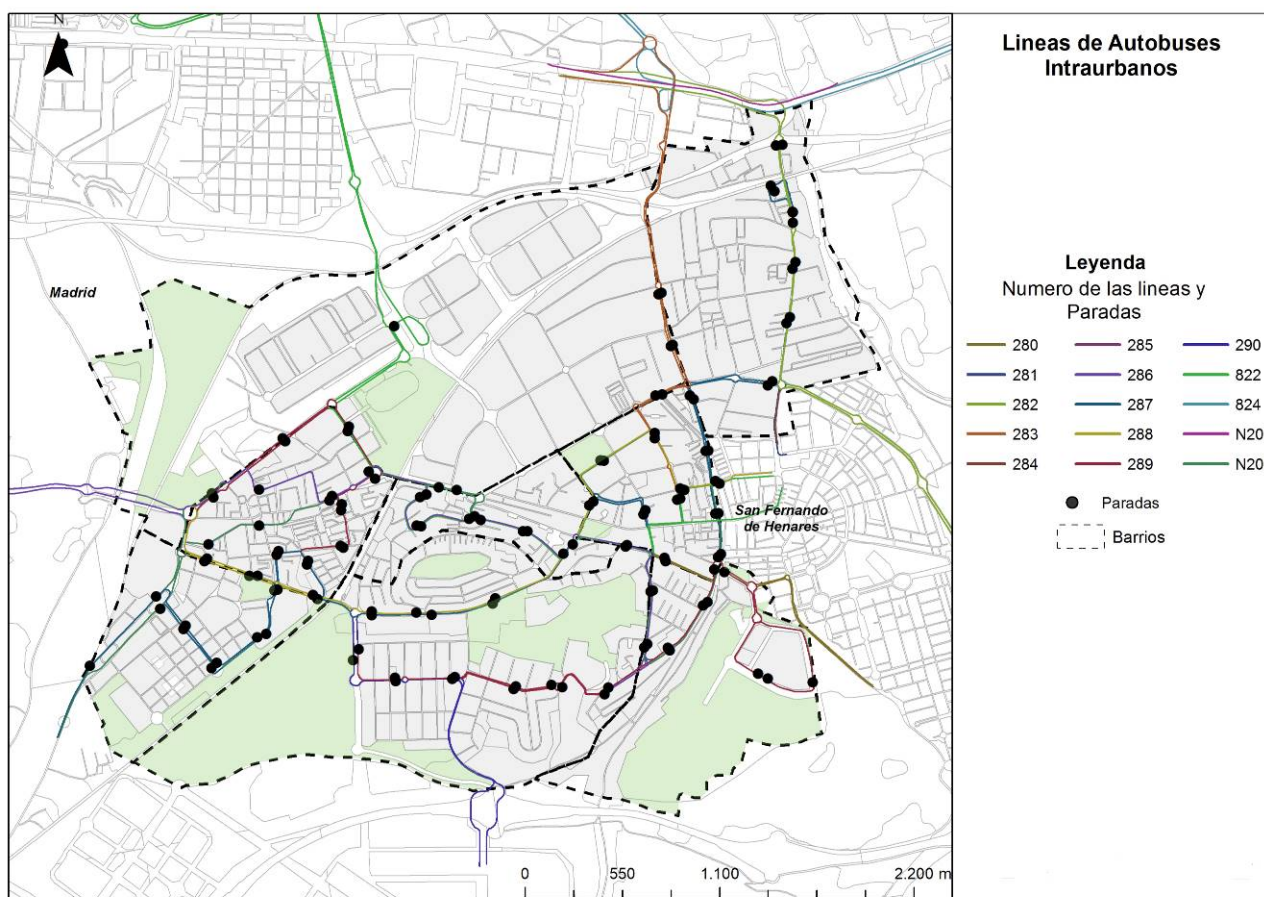 N
Madrid
San Fernando
de Henares
0 550 1.100 2.200 m
Lineas de Autobuses
Intraurbanos
Leyenda
Numero de las lineas y
Paradas
280 285 290
281 286 822
282 287 824
283 288 N20
284 289 N20
Paradas
Barrios